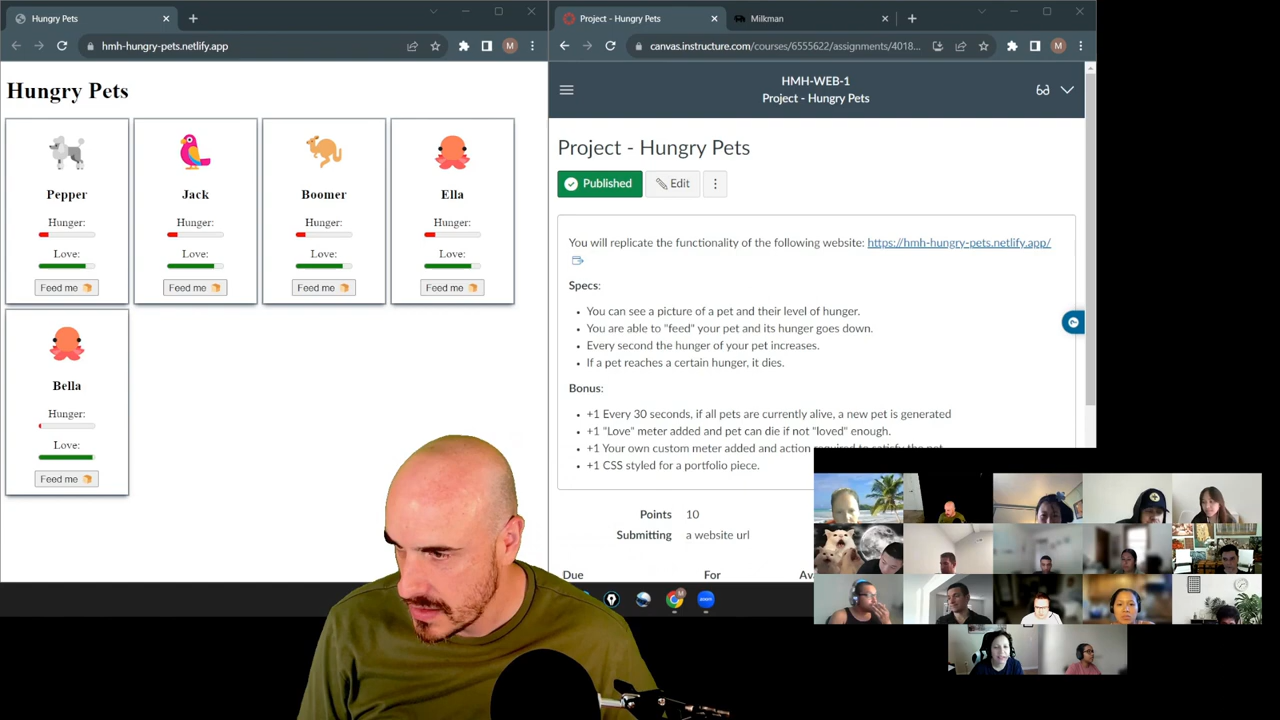 Hungry Pets
hmh-hungry-pets.netlify.app
M
Hungry Pets
Pepper
Hunger:
Love:
Feed me
Jack
Hunger:
Love:
Feed me
Boomer
Hunger:
Love:
Feed me
Ella
Hunger:
Love:
Feed me
Bella
Hunger:
Love:
Feed me
Project - Hungry Pets
Milkman
canvas.instructure.com/courses/6555622/assignments/4018...
M
HMH-WEB-1
Project - Hungry Pets
Project - Hungry Pets
Published
Edit
You will replicate the functionality of the following website: https://hmh-hungry-pets.netlify.app/
Specs:
• You can see a picture of a pet and their level of hunger.
• You are able to "feed" your pet and its hunger goes down.
• Every second the hunger of your pet increases.
• If a pet reaches a certain hunger, it dies.
Bonus:
• +1 Every 30 seconds, if all pets are currently alive, a new pet is generated
• +1 "Love" meter added and pet can die if not "loved" enough.
• +1 Your own custom meter added and action required to satisfy the pet
• +1 CSS styled for a portfolio piece.
Points 10
Submitting a website url
Due For